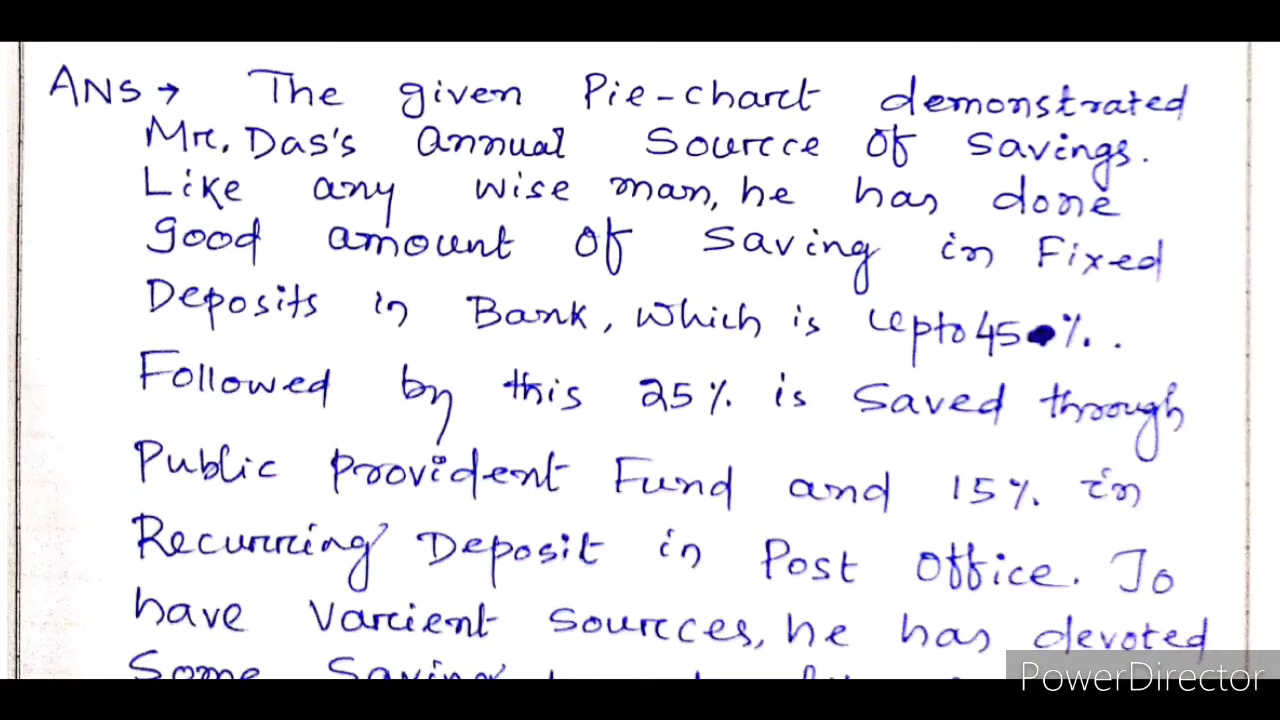 ANS → The given Pie-chart demonstrated
Mr. Das's annual Source of Savings.
Like any wise man, he has done
good amount of Saving in Fixed
Deposits in Bank, which is upto 45%.
Followed by this 25% is Saved through
Public provident Fund and 15% in
Recurring Deposit in Post Office. To
have Varient sources, he has devoted
Some Saving
PowerDirector